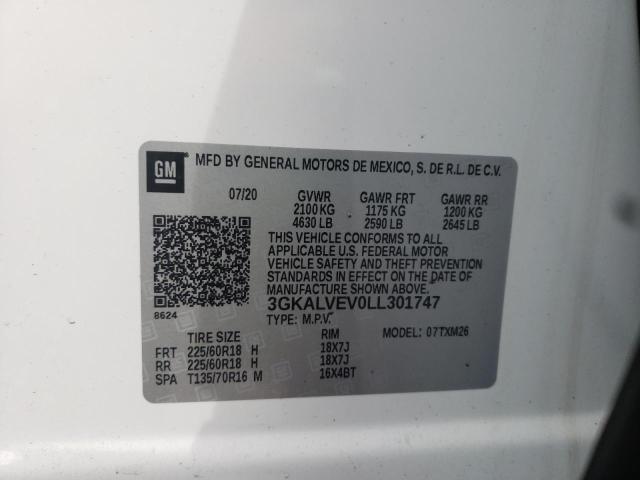 GM
MFD BY GENERAL MOTORS DE MEXICO, S. DE R.L. DE C.V.
07/20 GVWR GAWR FRT GAWR RR
2100 KG 1175 KG 1200 KG
4630 LB 2590 LB 2645 LB
THIS VEHICLE CONFORMS TO ALL
APPLICABLE U.S. FEDERAL MOTOR
VEHICLE SAFETY AND THEFT PREVENTION
STANDARDS IN EFFECT ON THE DATE OF
MANUFACTURE SHOWN ABOVE.
8624 3GKALVEV0LL301747
TYPE: M.P.V. MODEL: 07TXM26
TIRE SIZE RIM
FRT 225/60R18 H 18X7J
RR 225/60R18 H 18X7J
SPA T135/70R16 M 16X4BT